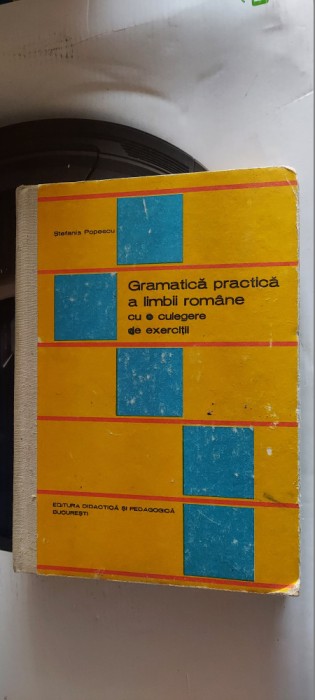 Ștefania Popescu
Gramatică practică
a limbii române
cu o culegere
de exerciții
EDITURA DIDACTICĂ ȘI PEDAGOGICĂ
BUCUREȘTI